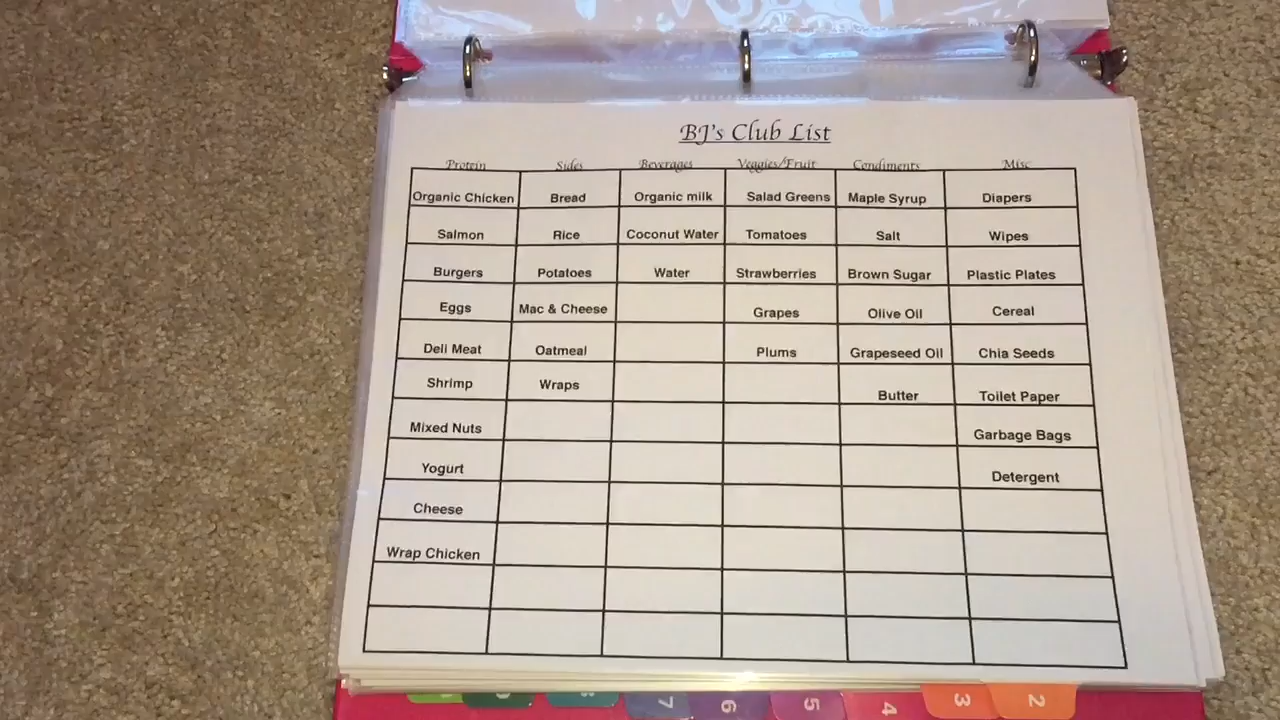 BJ's Club List
Protein Sides Beverages Veggies/Fruit Condiments Misc
Organic Chicken Bread Organic milk Salad Greens Maple Syrup Diapers
Salmon Rice Coconut Water Tomatoes Salt Wipes
Burgers Potatoes Water Strawberries Brown Sugar Plastic Plates
Eggs Mac & Cheese Grapes Olive Oil Cereal
Deli Meat Oatmeal Plums Grapeseed Oil Chia Seeds
Shrimp Wraps Butter Toilet Paper
Mixed Nuts Garbage Bags
Yogurt Detergent
Cheese
Wrap Chicken
8 7 6 5 4 3 2